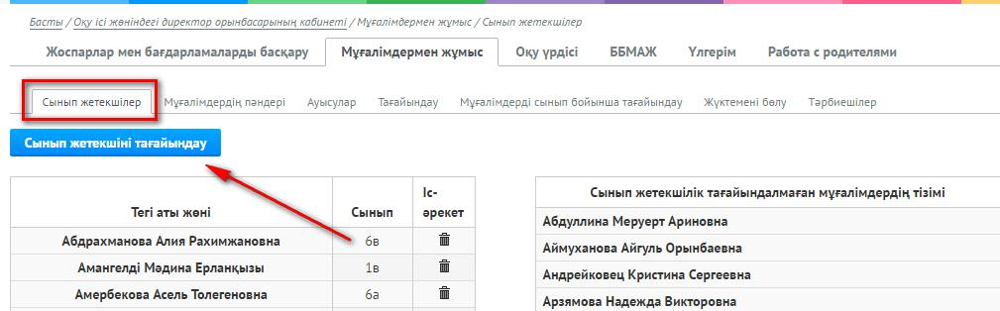 Басты / Оқу ісі жөніндегі директор орынбасарының кабинеті / Мұғалімдермен жұмыс / Сынып жетекшілер
Жоспарлар мен бағдарламаларды басқару Мұғалімдермен жұмыс Оқу үрдісі ББМАЖ Үлгерім Работа с родителями
Сынып жетекшілер Мұғалімдердің пәндері Ауысулар Тағайындау Мұғалімдерді сынып бойынша тағайындау Жүктемені бөлу Тәрбиешілер
Сынып жетекшіні тағайындау
Тегі аты жөні Сынып Іс-әрекет
Абдрахманова Алия Рахимжановна 6в
Амангелді Мәдина Ерланқызы 1в
Амербекова Асель Толегеновна 6а
Сынып жетекшілік тағайындалмаған мұғалімдердің тізімі
Абдуллина Меруерт Ариновна
Аймуханова Айгуль Орынбаевна
Андрейковец Кристина Сергеевна
Арзямова Надежда Викторовна